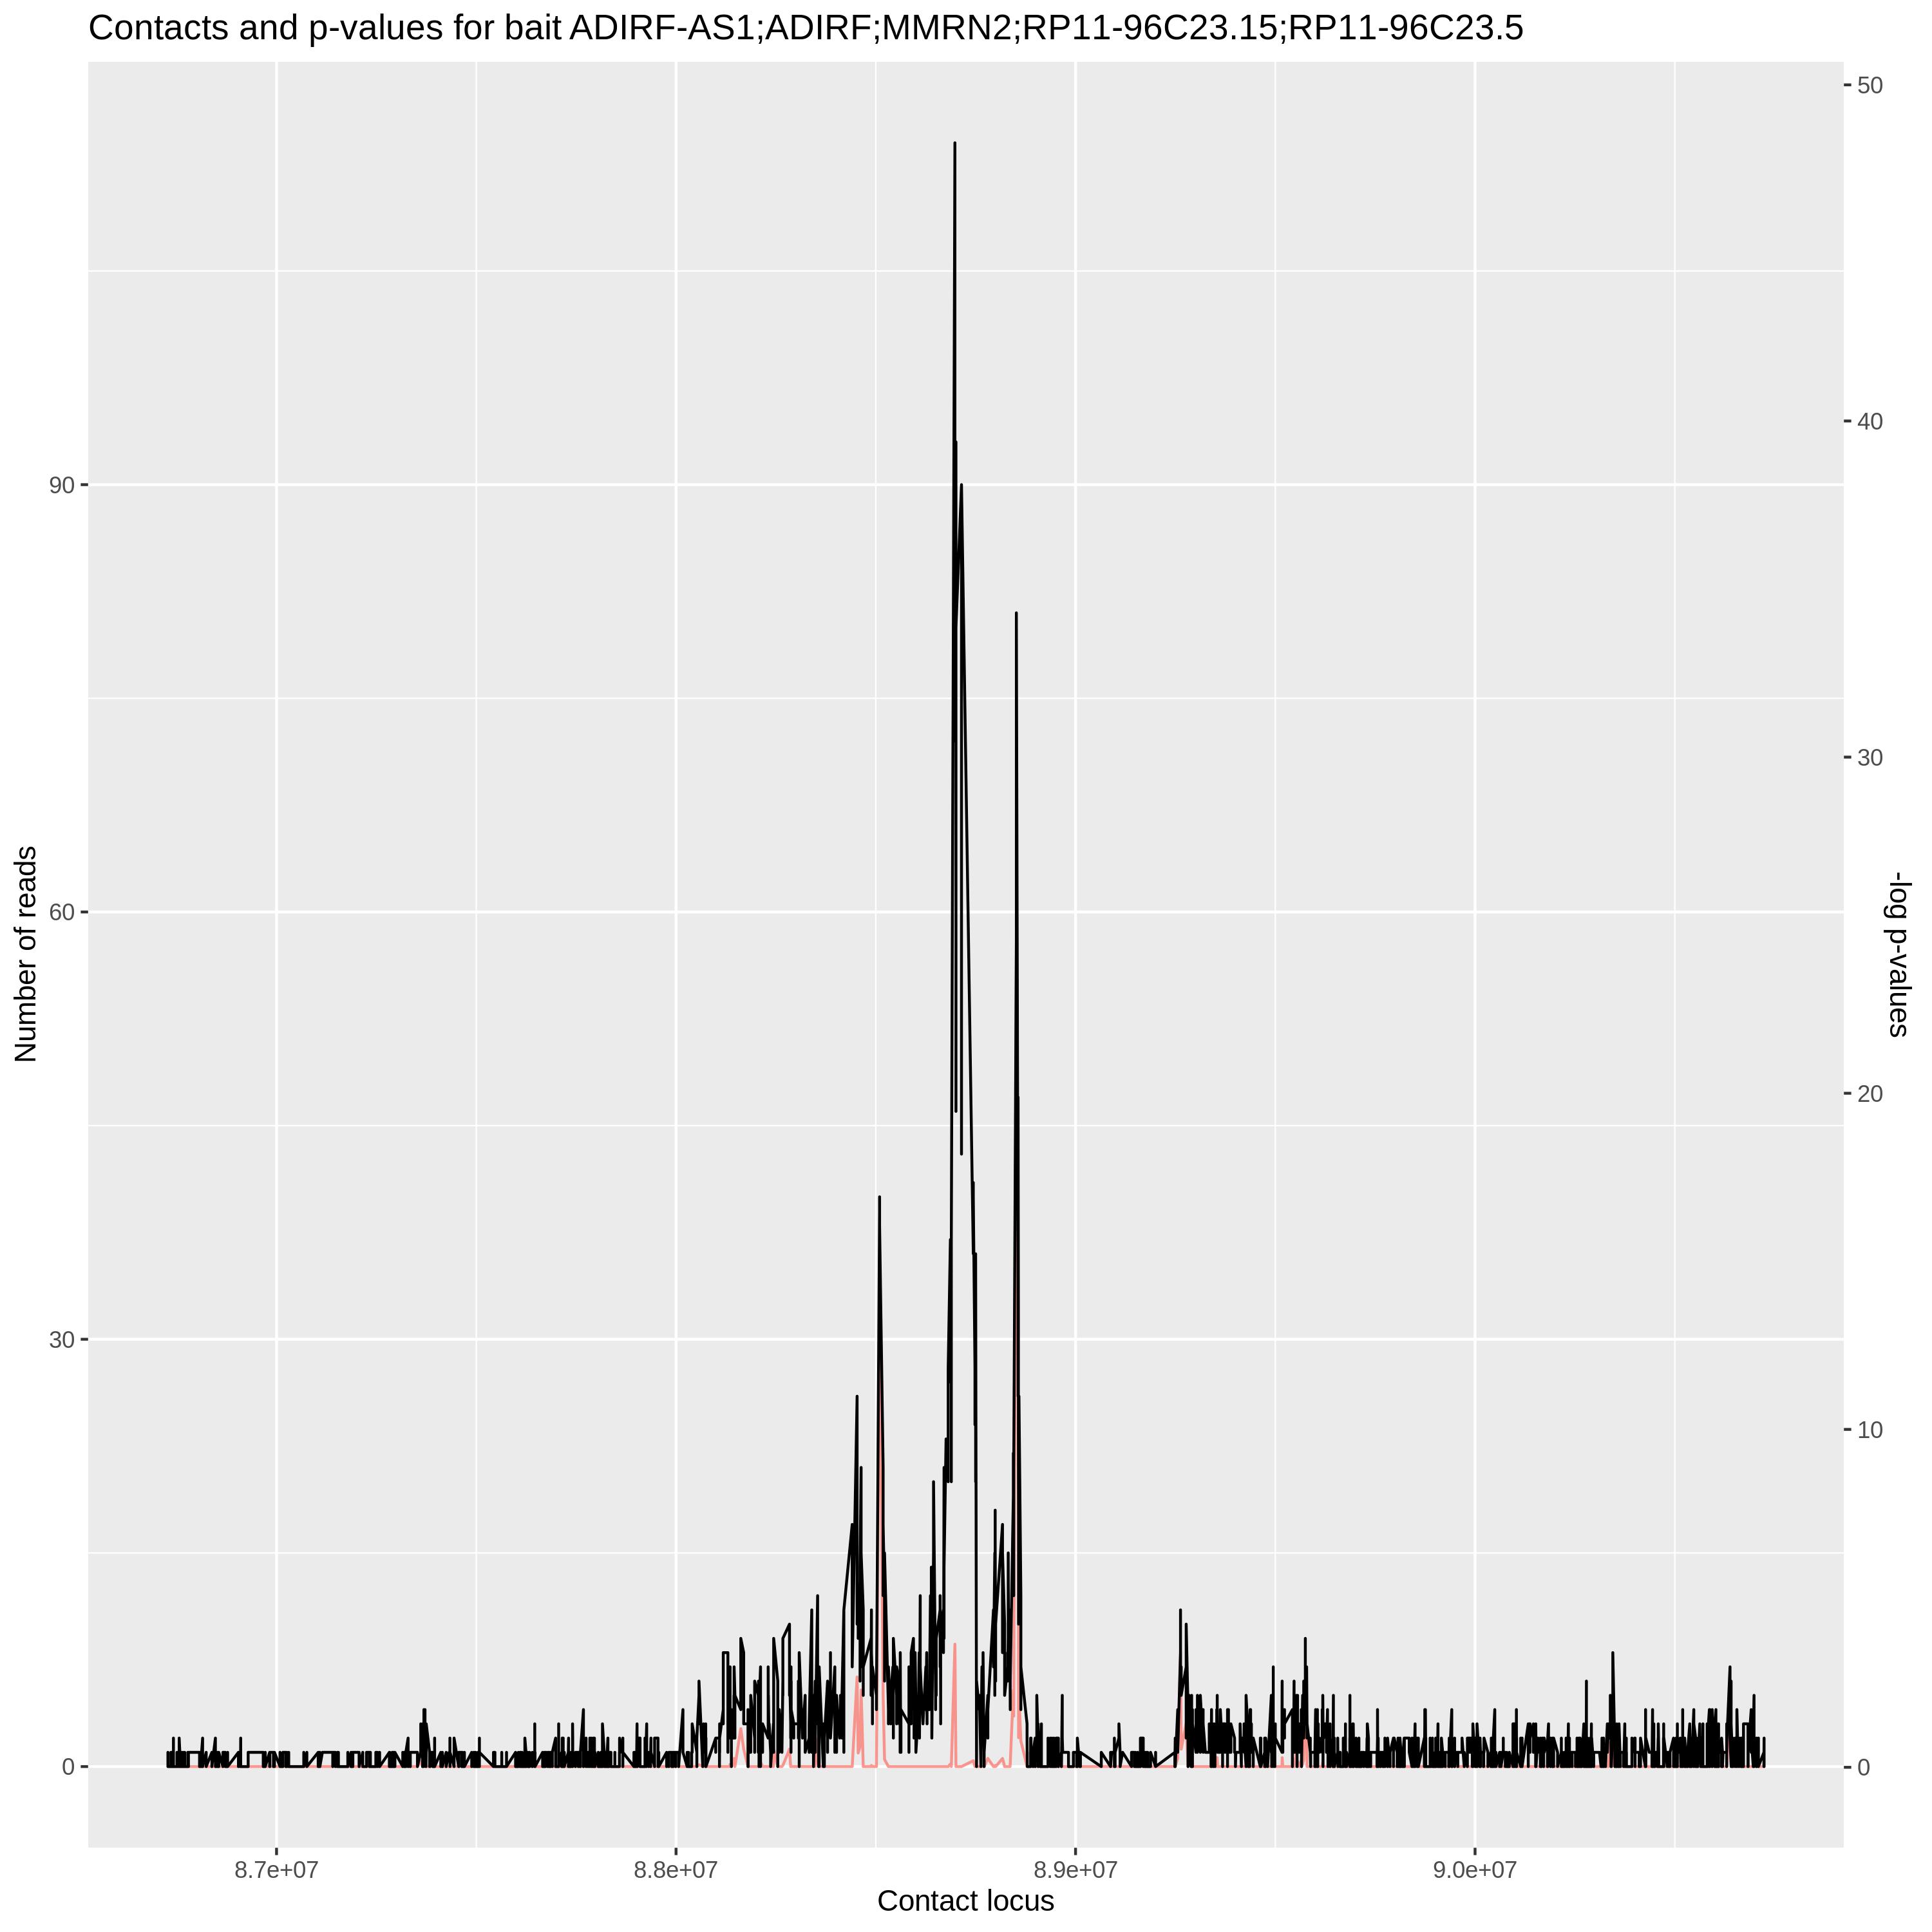 Contacts and p-values for bait ADIRF-AS1;ADIRF;MMRN2;RP11-96C23.15;RP11-96C23.5
50
40
90
30
Number of reads
60
-log p-values
20
30
10
0
0
8.7e+07
8.8e+07
8.9e+07
9.0e+07
Contact locus